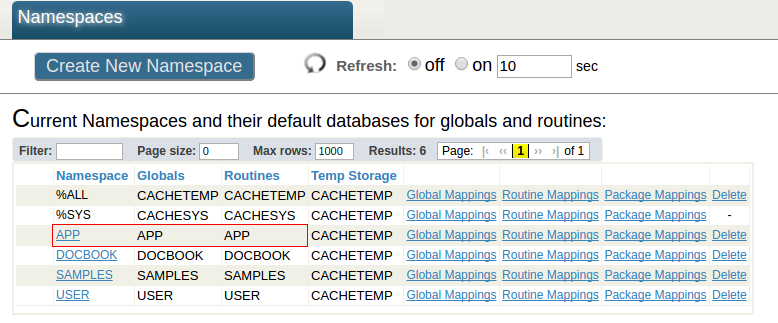 Namespaces
Create New Namespace Refresh: off on 10 sec
Current Namespaces and their default databases for globals and routines:
Filter: Page size: 0 Max rows: 1000 Results: 6 Page: |‹ ‹‹ 1 ›› ›| of 1
Namespace Globals Routines Temp Storage
%ALL CACHETEMP CACHETEMP CACHETEMP Global Mappings Routine Mappings Package Mappings Delete
%SYS CACHESYS CACHESYS CACHETEMP Global Mappings Routine Mappings Package Mappings -
APP APP APP CACHETEMP Global Mappings Routine Mappings Package Mappings Delete
DOCBOOK DOCBOOK DOCBOOK CACHETEMP Global Mappings Routine Mappings Package Mappings Delete
SAMPLES SAMPLES SAMPLES CACHETEMP Global Mappings Routine Mappings Package Mappings Delete
USER USER USER CACHETEMP Global Mappings Routine Mappings Package Mappings Delete